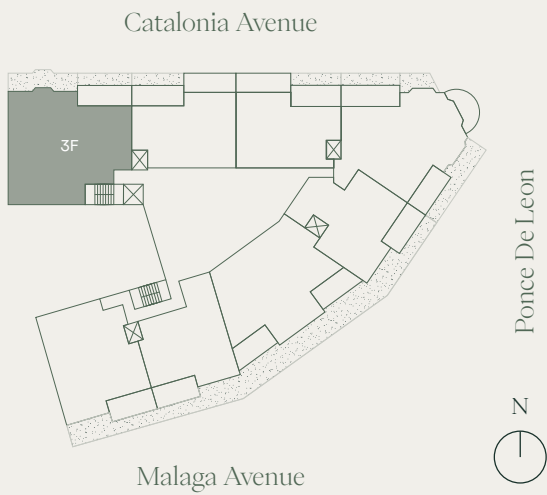 Catalonia Avenue
3F
Ponce De Leon
N
Malaga Avenue